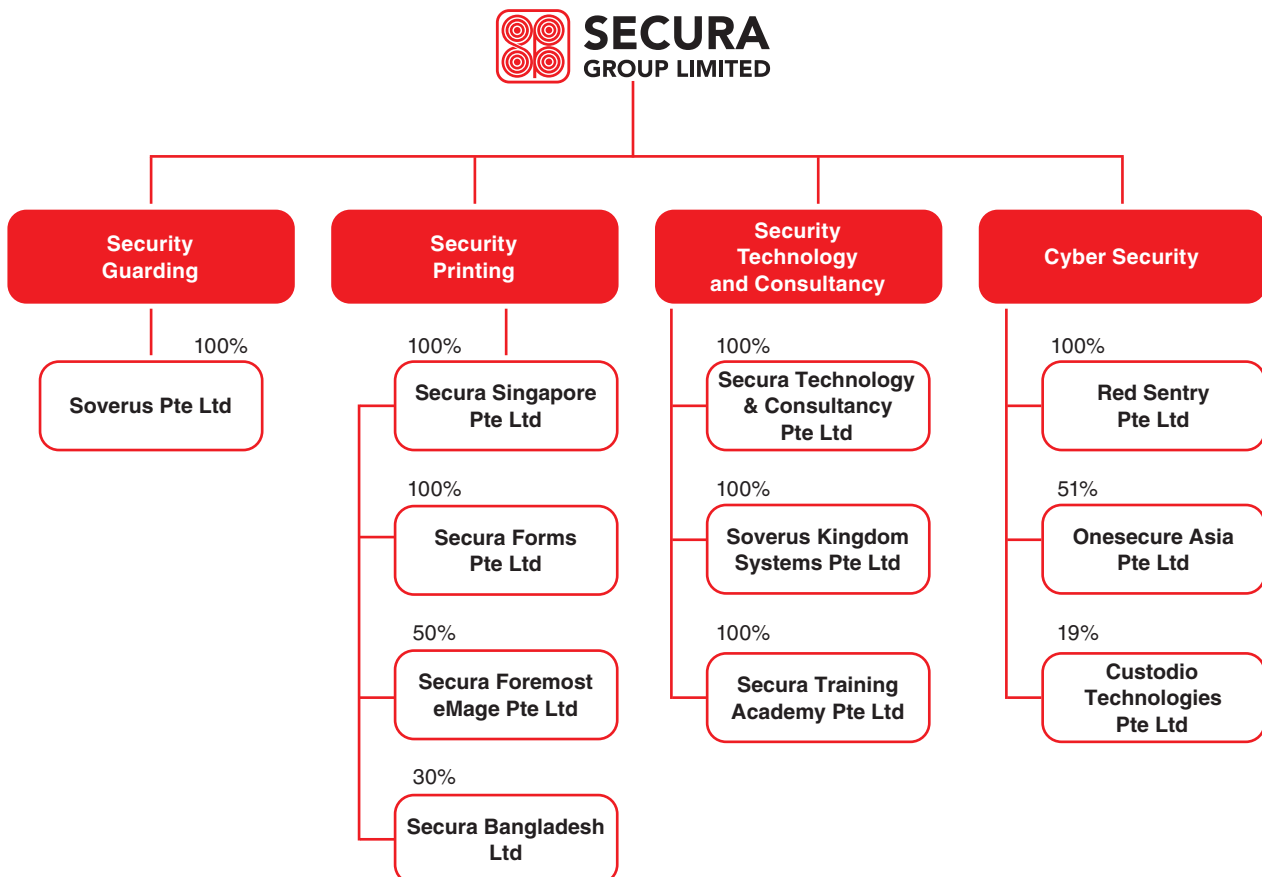 SECURA
GROUP LIMITED
Security
Guarding
100%
Soverus Pte Ltd
Security
Printing
100%
Secura Singapore
Pte Ltd
100%
Secura Forms
Pte Ltd
50%
Secura Foremost
eMage Pte Ltd
30%
Secura Bangladesh
Ltd
Security
Technology
and Consultancy
100%
Secura Technology
& Consultancy
Pte Ltd
100%
Soverus Kingdom
Systems Pte Ltd
100%
Secura Training
Academy Pte Ltd
Cyber Security
100%
Red Sentry
Pte Ltd
51%
Onesecure Asia
Pte Ltd
19%
Custodio
Technologies
Pte Ltd